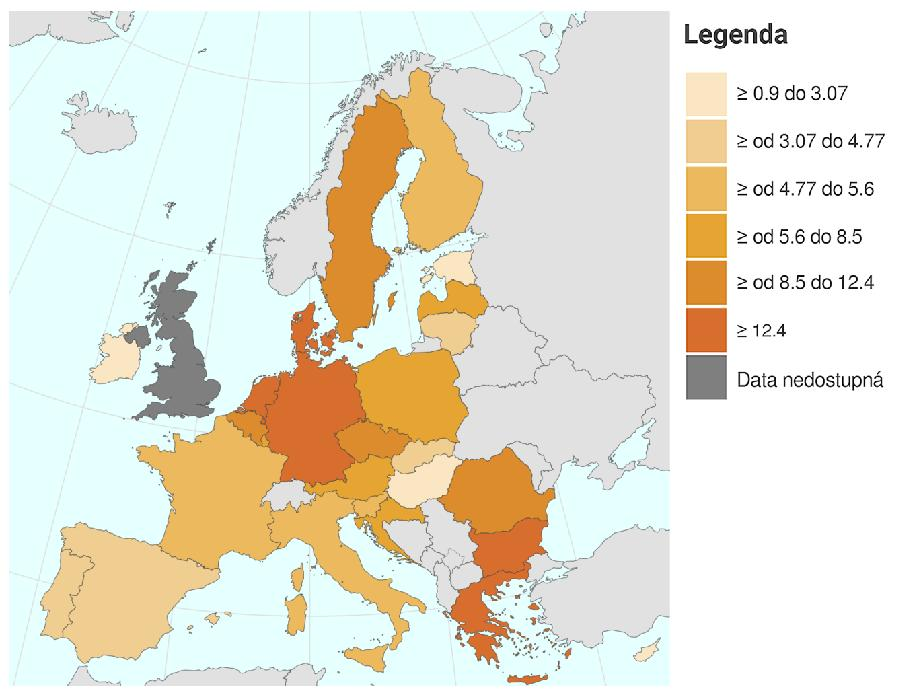 Legenda
≥ 0.9 do 3.07
≥ od 3.07 do 4.77
≥ od 4.77 do 5.6
≥ od 5.6 do 8.5
≥ od 8.5 do 12.4
≥ 12.4
Data nedostupná